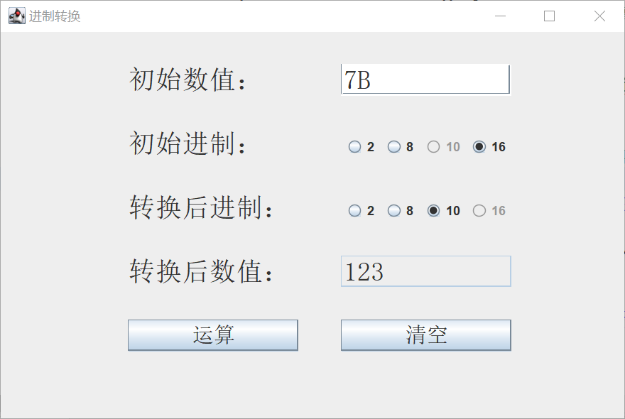 进制转换
初始数值： 7B
初始进制： 2 8 10 16
转换后进制： 2 8 10 16
转换后数值： 123
运算 清空